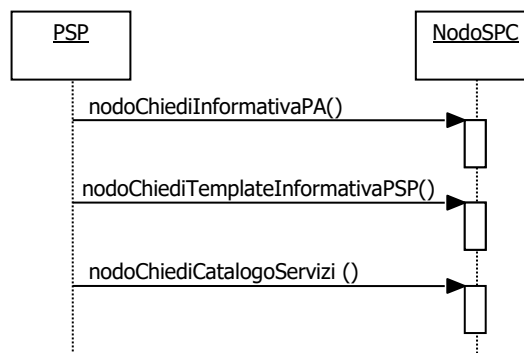 PSP
NodoSPC
nodoChiediInformativaPA()
nodoChiediTemplateInformativaPSP()
nodoChiediCatalogoServizi ()